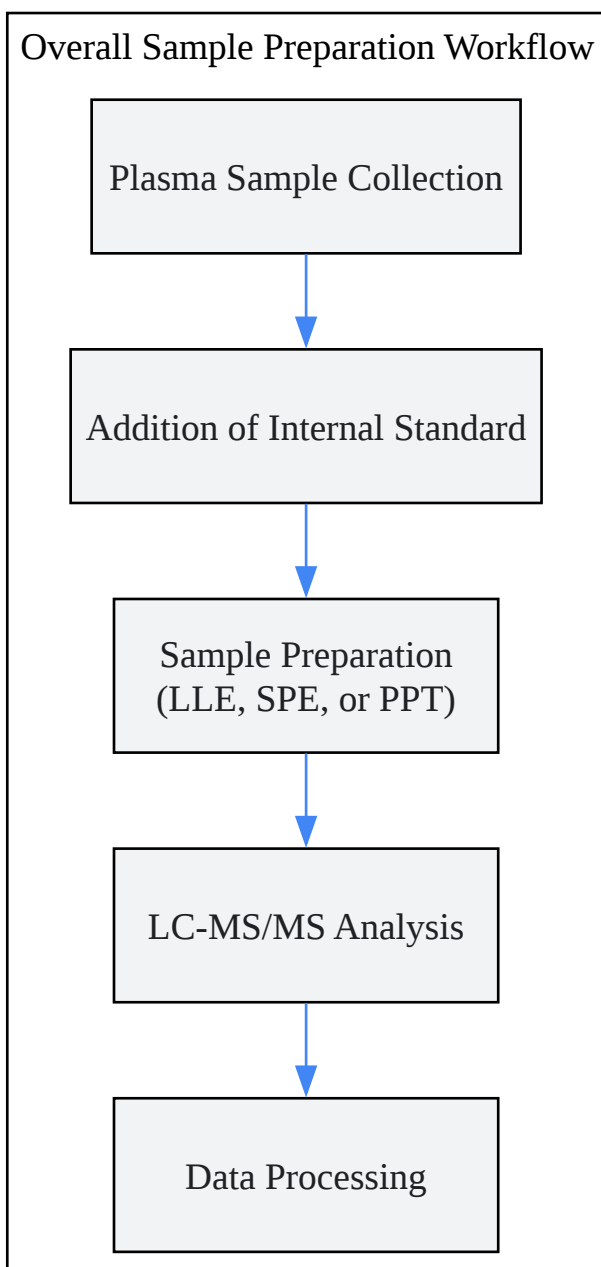 Overall Sample Preparation Workflow
Plasma Sample Collection
Addition of Internal Standard
Sample Preparation
(LLE, SPE, or PPT)
LC-MS/MS Analysis
Data Processing